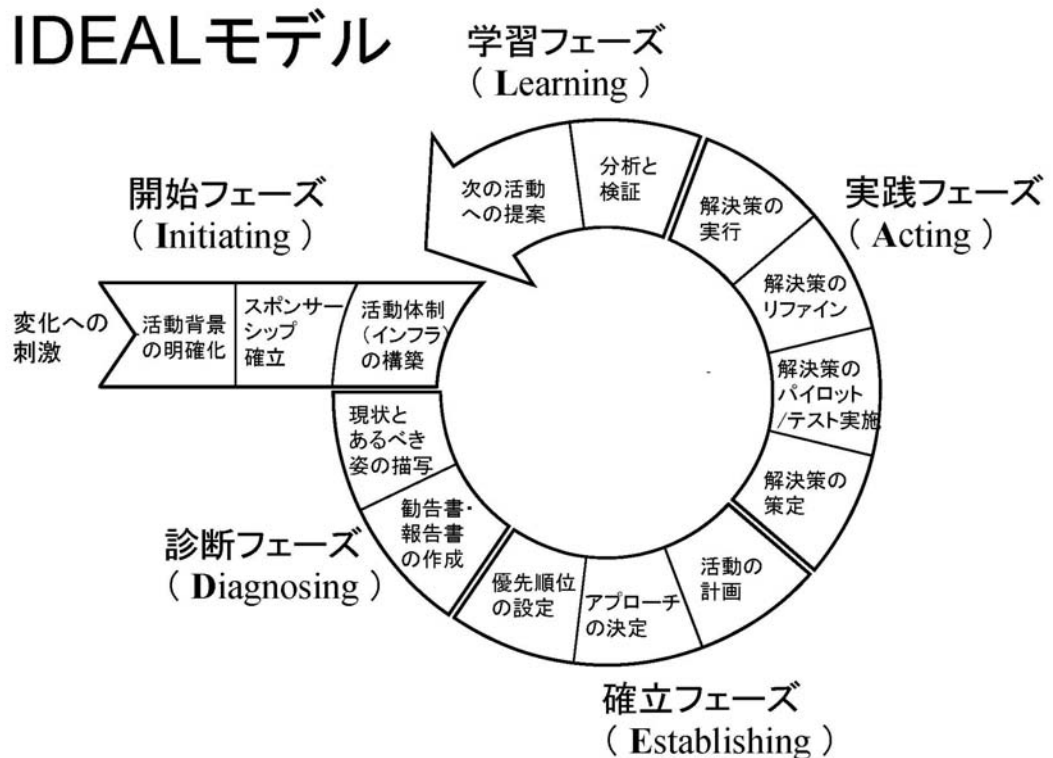 IDEALモデル
学習フェーズ
（ Learning ）
開始フェーズ
（ Initiating ）
実践フェーズ
（ Acting ）
変化への
刺激
活動背景
の明確化
スポンサー
シップ
確立
活動体制
（インフラ）
の構築
現状と
あるべき
姿の描写
勧告書・
報告書
の作成
診断フェーズ
（ Diagnosing ）
優先順位
の設定
アプローチ
の決定
活動の
計画
確立フェーズ
（ Establishing ）
解決策の
策定
解決策の
パイロット
/テスト実施
解決策の
リファイン
解決策の
実行
分析と
検証
次の活動
への提案